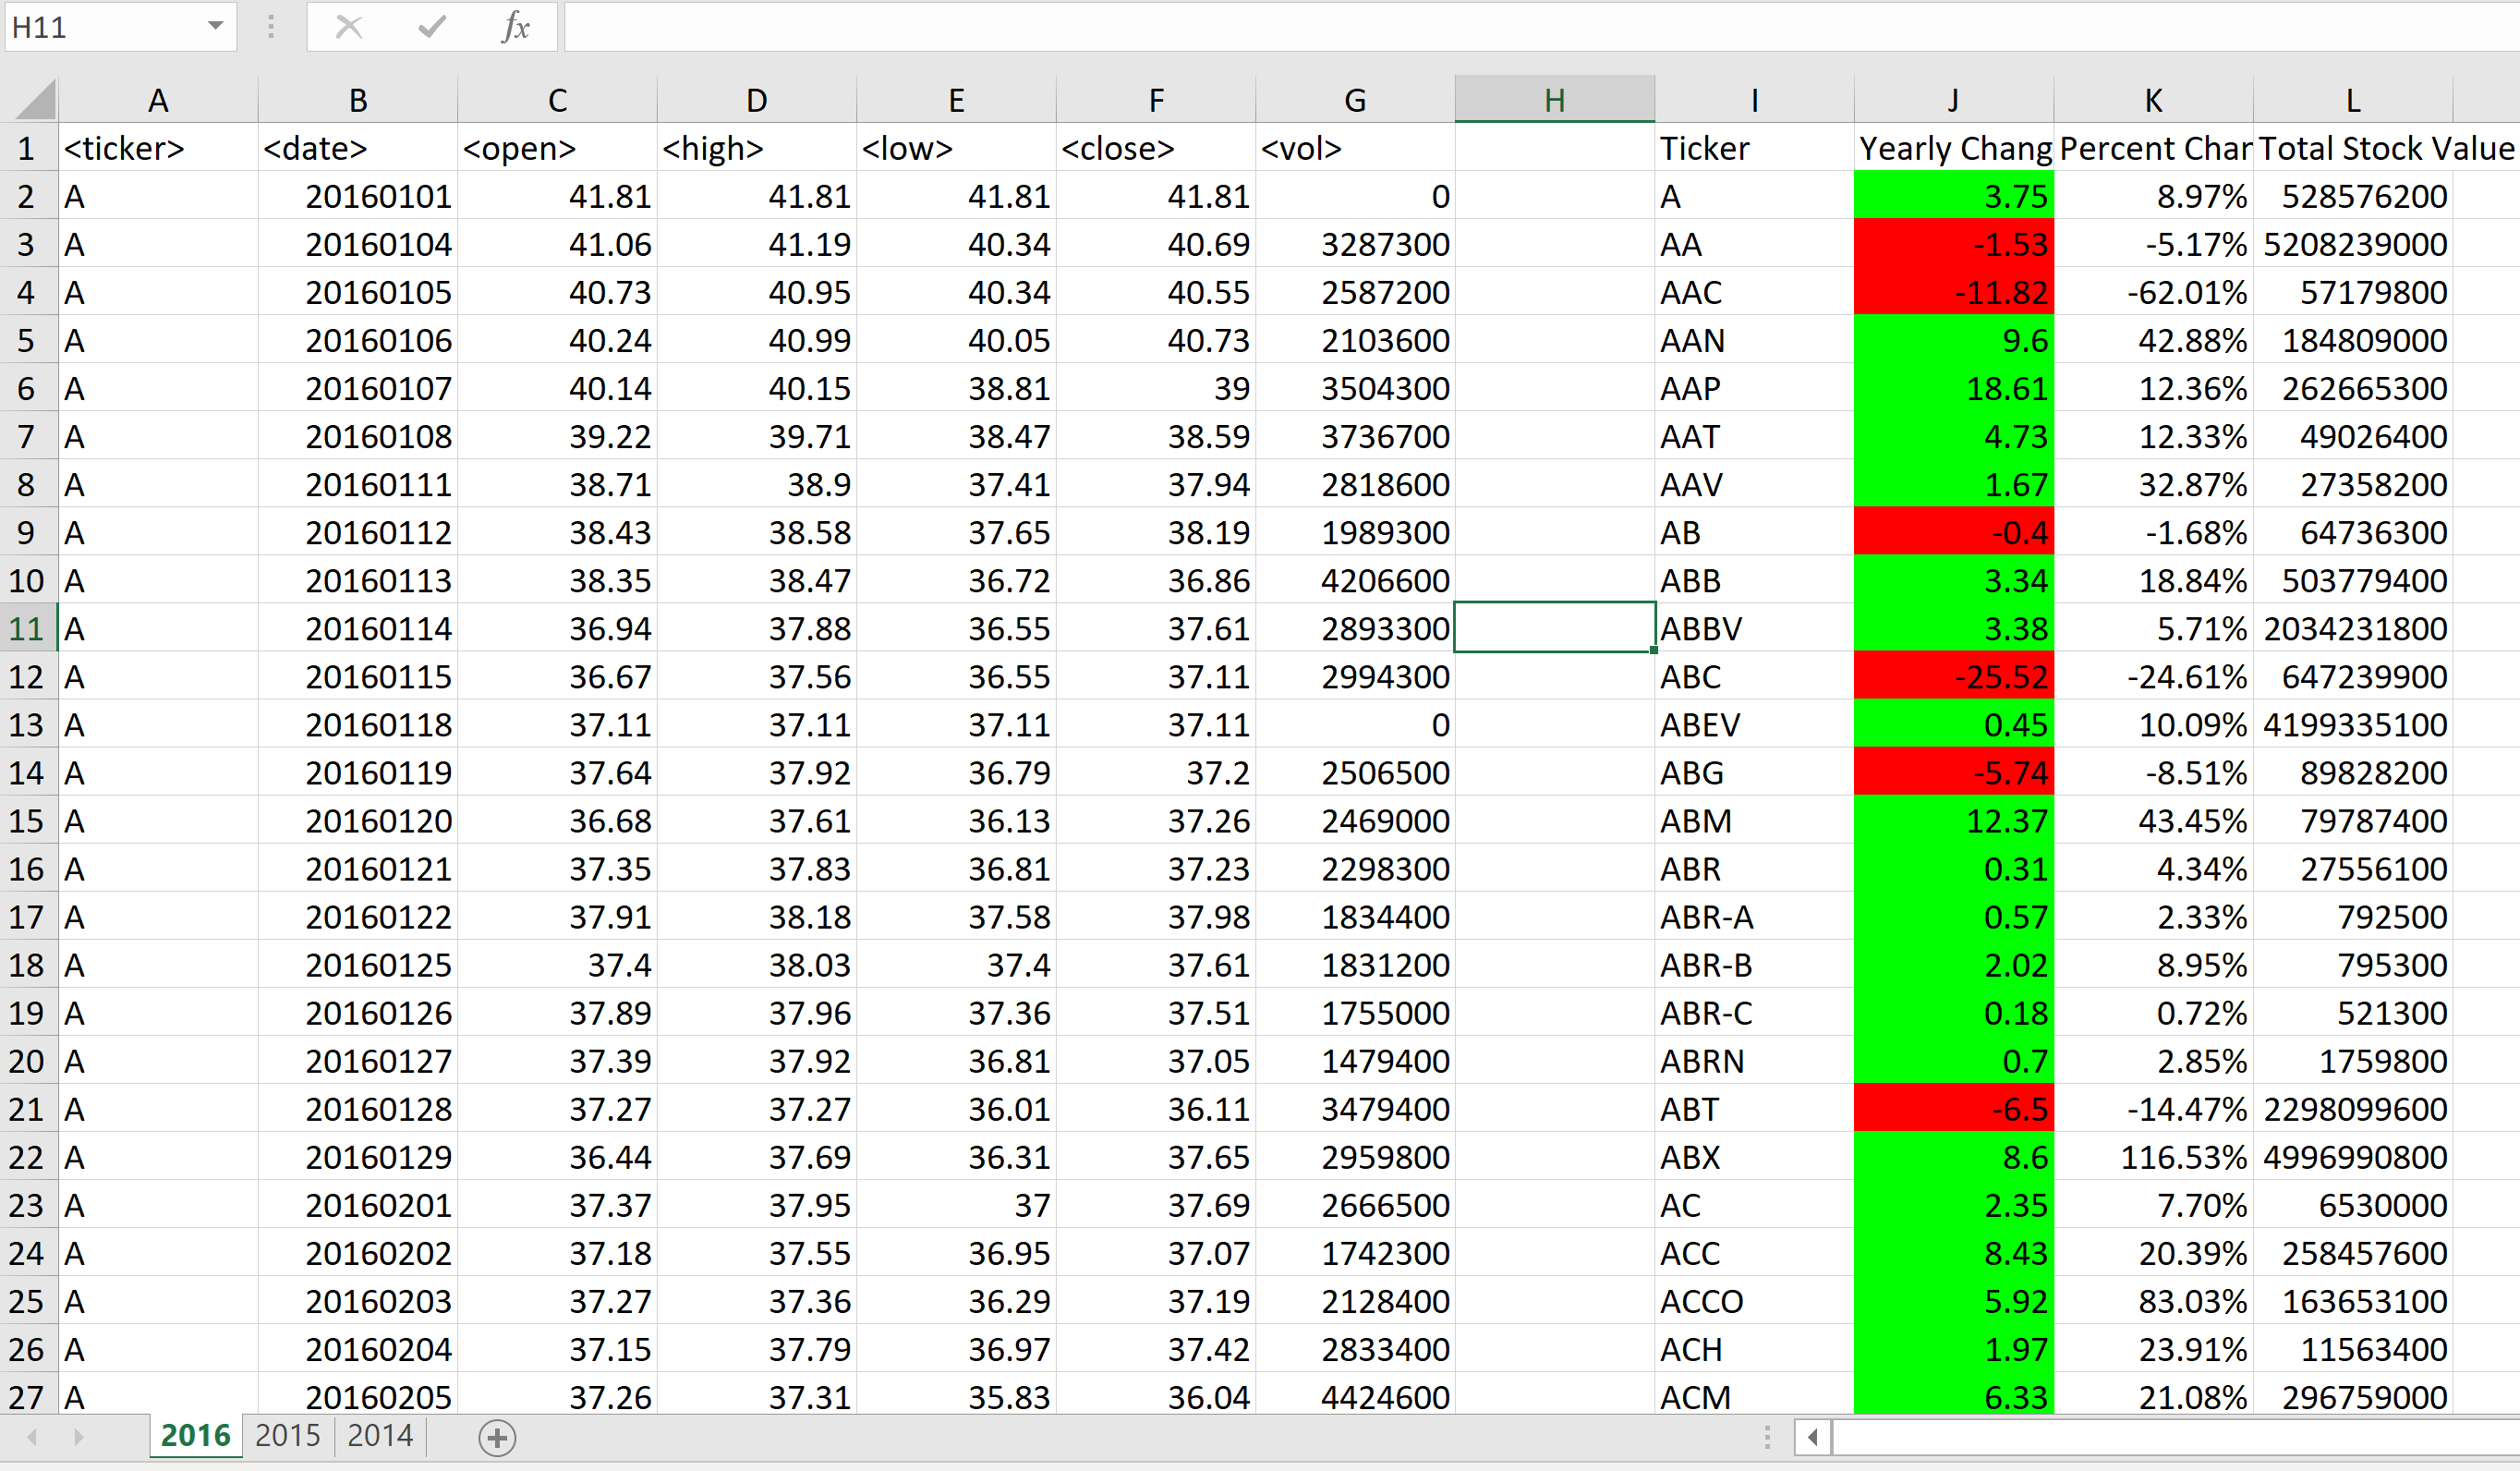 H11 fx
A B C D E F G H I J K L
1 <ticker> <date> <open> <high> <low> <close> <vol> Ticker Yearly Chang Percent Char Total Stock Value
2 A 20160101 41.81 41.81 41.81 41.81 0 A 3.75 8.97% 528576200
3 A 20160104 41.06 41.19 40.34 40.69 3287300 AA -1.53 -5.17% 5208239000
4 A 20160105 40.73 40.95 40.34 40.55 2587200 AAC -11.82 -62.01% 57179800
5 A 20160106 40.24 40.99 40.05 40.73 2103600 AAN 9.6 42.88% 184809000
6 A 20160107 40.14 40.15 38.81 39 3504300 AAP 18.61 12.36% 262665300
7 A 20160108 39.22 39.71 38.47 38.59 3736700 AAT 4.73 12.33% 49026400
8 A 20160111 38.71 38.9 37.41 37.94 2818600 AAV 1.67 32.87% 27358200
9 A 20160112 38.43 38.58 37.65 38.19 1989300 AB -0.4 -1.68% 64736300
10 A 20160113 38.35 38.47 36.72 36.86 4206600 ABB 3.34 18.84% 503779400
11 A 20160114 36.94 37.88 36.55 37.61 2893300 ABBV 3.38 5.71% 2034231800
12 A 20160115 36.67 37.56 36.55 37.11 2994300 ABC -25.52 -24.61% 647239900
13 A 20160118 37.11 37.11 37.11 37.11 0 ABEV 0.45 10.09% 4199335100
14 A 20160119 37.64 37.92 36.79 37.2 2506500 ABG -5.74 -8.51% 89828200
15 A 20160120 36.68 37.61 36.13 37.26 2469000 ABM 12.37 43.45% 79787400
16 A 20160121 37.35 37.83 36.81 37.23 2298300 ABR 0.31 4.34% 27556100
17 A 20160122 37.91 38.18 37.58 37.98 1834400 ABR-A 0.57 2.33% 792500
18 A 20160125 37.4 38.03 37.4 37.61 1831200 ABR-B 2.02 8.95% 795300
19 A 20160126 37.89 37.96 37.36 37.51 1755000 ABR-C 0.18 0.72% 521300
20 A 20160127 37.39 37.92 36.81 37.05 1479400 ABRN 0.7 2.85% 1759800
21 A 20160128 37.27 37.27 36.01 36.11 3479400 ABT -6.5 -14.47% 2298099600
22 A 20160129 36.44 37.69 36.31 37.65 2959800 ABX 8.6 116.53% 4996990800
23 A 20160201 37.37 37.95 37 37.69 2666500 AC 2.35 7.70% 6530000
24 A 20160202 37.18 37.55 36.95 37.07 1742300 ACC 8.43 20.39% 258457600
25 A 20160203 37.27 37.36 36.29 37.19 2128400 ACCO 5.92 83.03% 163653100
26 A 20160204 37.15 37.79 36.97 37.42 2833400 ACH 1.97 23.91% 11563400
27 A 20160205 37.26 37.31 35.83 36.04 4424600 ACM 6.33 21.08% 296759000
2016 2015 2014